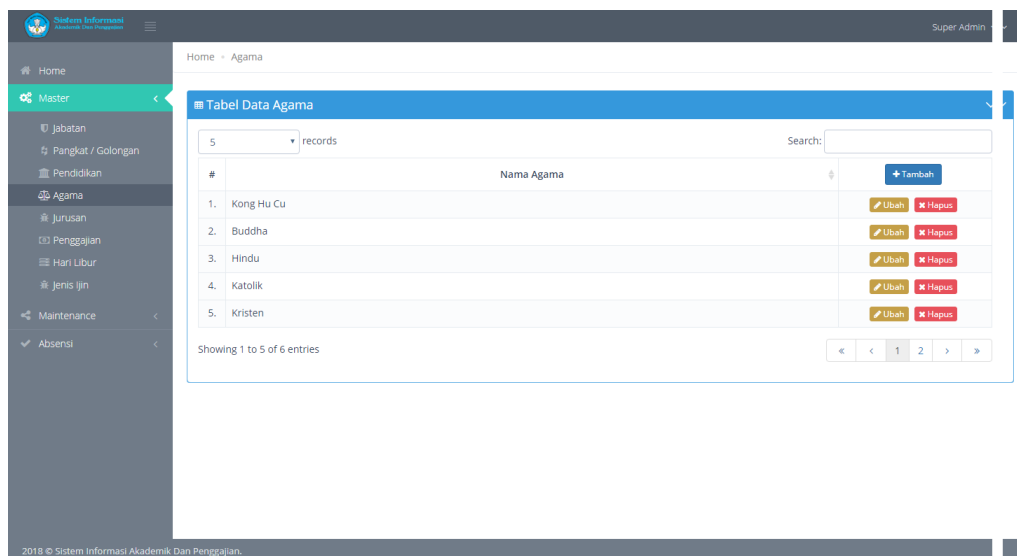 Sistem Informasi
Akademik Dan Penggajian
Super Admin
Home
Master
Jabatan
Pangkat / Golongan
Pendidikan
Agama
Jurusan
Penggajian
Hari Libur
Jenis Ijin
Maintenance
Absensi
Home Agama
Tabel Data Agama
5 records Search:
# Nama Agama Tambah
1. Kong Hu Cu Ubah Hapus
2. Buddha Ubah Hapus
3. Hindu Ubah Hapus
4. Katolik Ubah Hapus
5. Kristen Ubah Hapus
Showing 1 to 5 of 6 entries « < 1 2 > »
2018 © Sistem Informasi Akademik Dan Penggajian.